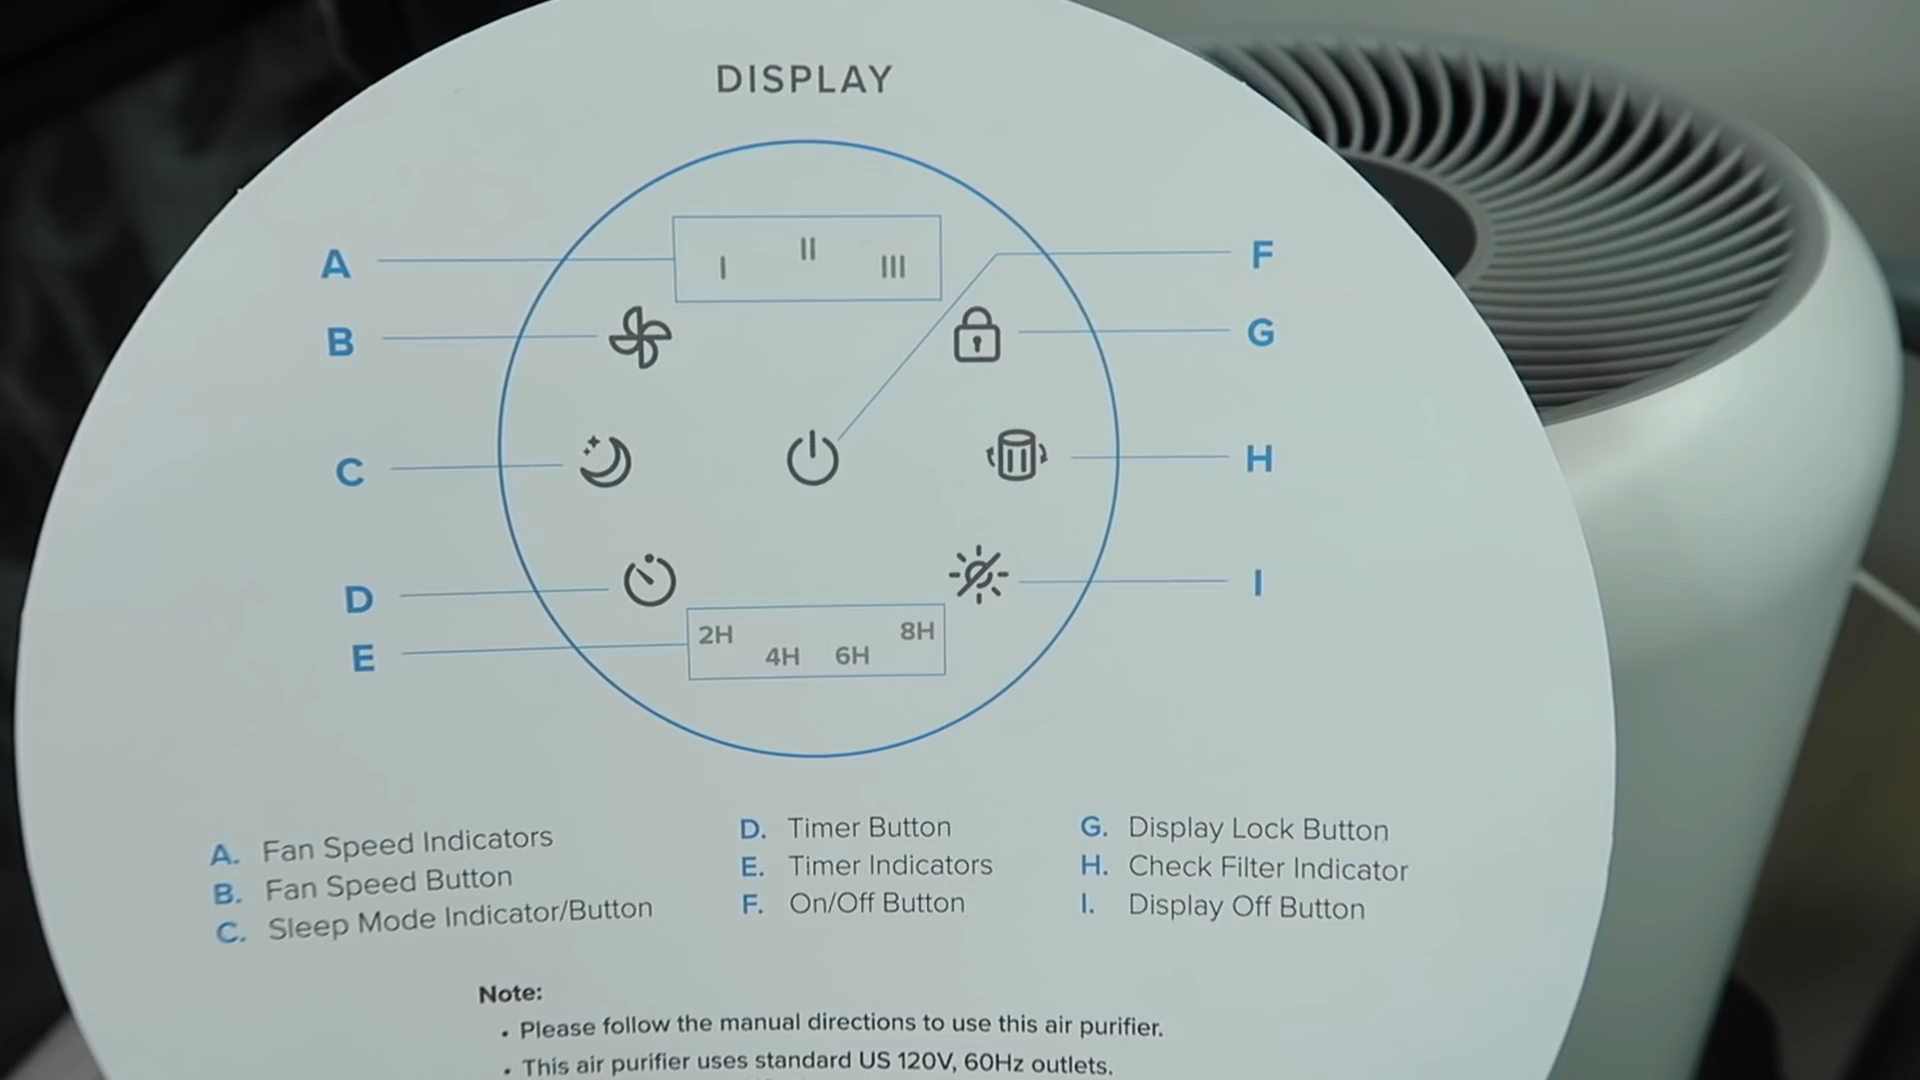 DISPLAY
I
II
III
A
B
C
D
E
F
G
H
I
2H
4H
6H
8H
A. Fan Speed Indicators
B. Fan Speed Button
C. Sleep Mode Indicator/Button
D. Timer Button
E. Timer Indicators
F. On/Off Button
G. Display Lock Button
H. Check Filter Indicator
I. Display Off Button
Note:
• Please follow the manual directions to use this air purifier.
• This air purifier uses standard US 120V, 60Hz outlets.